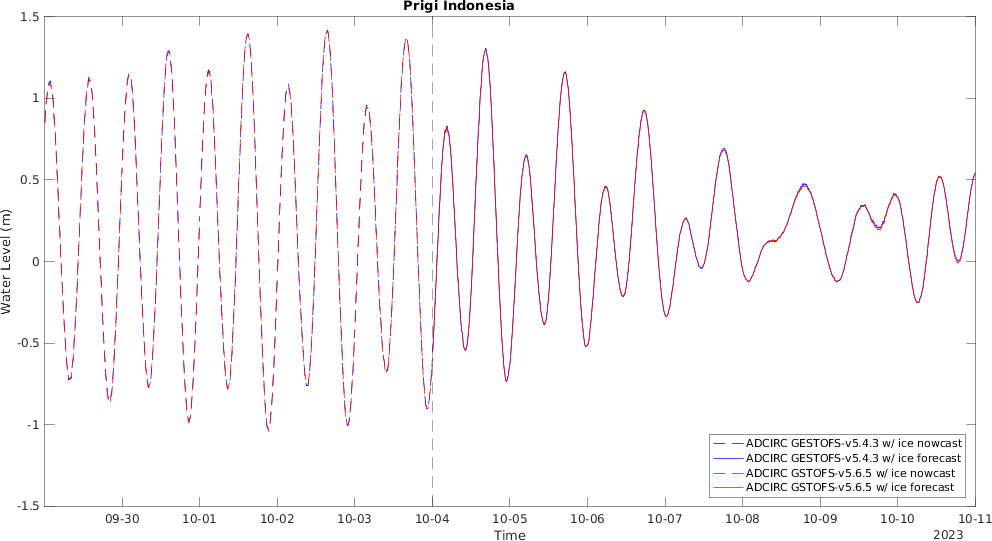 Prigi Indonesia
1.5
1
0.5
0
-0.5
-1
-1.5
Water Level (m)
09-30 10-01 10-02 10-03 10-04 10-05 10-06 10-07 10-08 10-09 10-10 10-11
Time
2023
ADCIRC GESTOFS-v5.4.3 w/ ice nowcast
ADCIRC GESTOFS-v5.4.3 w/ ice forecast
ADCIRC GSTOFS-v5.6.5 w/ ice nowcast
ADCIRC GSTOFS-v5.6.5 w/ ice forecast